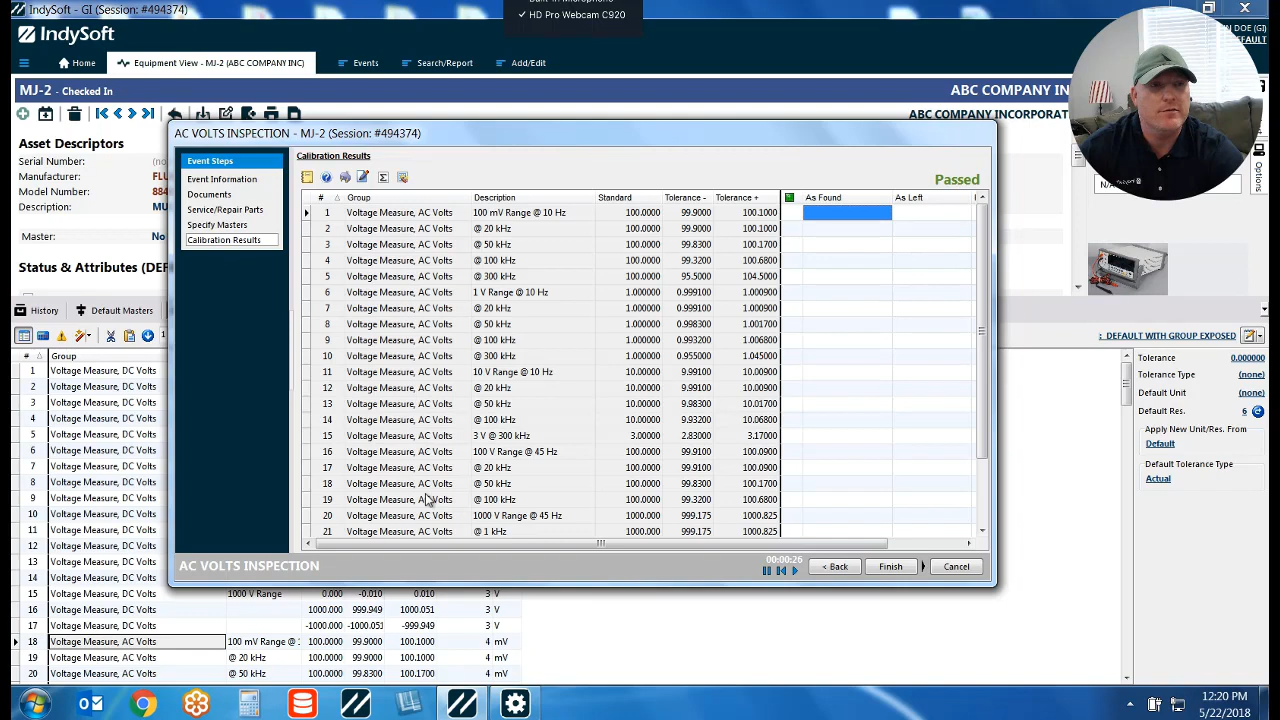 IndySoft - GI (Session: #494374)
HP Pro Webcam
IndySoft
DOE (GI)
DEFAULT
Home
Equipment View - MJ-2 (ABC COMPANY INC)
Events
Search/Report
MJ-2 - Checked In
ABC COMPANY IN
ABC COMPANY INCORPORAT
Asset Descriptors
Serial Number: (no
Manufacturer: FLU
Model Number: 884
Description: MU
Master: No
Status & Attributes (DEF
Options
N/A
AC VOLTS INSPECTION - MJ-2 (Session: #494374)
Event Steps
Event Information
Documents
Service/Repair Parts
Specify Masters
Calibration Results
Calibration Results
Passed
# Group Description Standard Tolerance - Tolerance + As Found As Left
1 Voltage Measure, AC Volts 100 mV Range @ 10 Hz 100.0000 99.9000 100.1000
2 Voltage Measure, AC Volts @ 20 kHz 100.0000 99.9000 100.1000
3 Voltage Measure, AC Volts @ 50 kHz 100.0000 99.8300 100.1700
4 Voltage Measure, AC Volts @ 100 kHz 100.0000 99.3200 100.6800
5 Voltage Measure, AC Volts @ 300 kHz 100.0000 95.5000 104.5000
6 Voltage Measure, AC Volts 1 V Range @ 10 Hz 1.000000 0.999100 1.000900
7 Voltage Measure, AC Volts @ 20 kHz 1.000000 0.999100 1.000900
8 Voltage Measure, AC Volts @ 50 kHz 1.000000 0.998300 1.001700
9 Voltage Measure, AC Volts @ 100 kHz 1.000000 0.993200 1.006800
10 Voltage Measure, AC Volts @ 300 kHz 1.000000 0.955000 1.045000
11 Voltage Measure, AC Volts 10 V Range @ 10 Hz 10.00000 9.99100 10.00900
12 Voltage Measure, AC Volts @ 20 kHz 10.00000 9.99100 10.00900
13 Voltage Measure, AC Volts @ 50 kHz 10.00000 9.98300 10.01700
14 Voltage Measure, AC Volts @ 100 kHz 10.00000 9.93200 10.06800
15 Voltage Measure, AC Volts 3 V @ 300 kHz 3.00000 2.83000 3.17000
16 Voltage Measure, AC Volts 100 V Range @ 45 Hz 100.0000 99.9100 100.0900
17 Voltage Measure, AC Volts @ 20 kHz 100.0000 99.9100 100.0900
18 Voltage Measure, AC Volts @ 50 kHz 100.0000 99.8300 100.1700
19 Voltage Measure, AC Volts @ 100 kHz 100.0000 99.3200 100.6800
20 Voltage Measure, AC Volts 1000 V Range @ 45 Hz 1000.000 999.175 1000.825
21 Voltage Measure, AC Volts @ 1 kHz 1000.000 999.175 1000.825
AC VOLTS INSPECTION
00:00:26
< Back
Finish
Cancel
History
Default Masters
: DEFAULT WITH GROUP EXPOSED
# Group
1 Voltage Measure, DC Volts
2 Voltage Measure, DC Volts
3 Voltage Measure, DC Volts
4 Voltage Measure, DC Volts
5 Voltage Measure, DC Volts
6 Voltage Measure, DC Volts
7 Voltage Measure, DC Volts
8 Voltage Measure, DC Volts
9 Voltage Measure, DC Volts
10 Voltage Measure, DC Volts
11 Voltage Measure, DC Volts
12 Voltage Measure, DC Volts
13 Voltage Measure, DC Volts
14 Voltage Measure, DC Volts
15 Voltage Measure, DC Volts 1000 V Range 0.000 -0.010 0.010 3 V
16 Voltage Measure, DC Volts 1000.000 999.949 1000.051 3 V
17 Voltage Measure, DC Volts -1000.000 -1000.051 -999.949 3 V
18 Voltage Measure, AC Volts 100 mV Range @ 1 100.0000 99.9000 100.1000 4 mV
19 Voltage Measure, AC Volts @ 20 kHz 100.0000 99.9000 100.1000 4 mV
20 Voltage Measure, AC Volts @ 50 kHz 100.0000 99.8300 100.1700 4 mV
Tolerance 0.000000
Tolerance Type (none)
Default Unit (none)
Default Res. 6
Apply New Unit/Res. From
Default
Default Tolerance Type
Actual
12:20 PM
5/22/2018